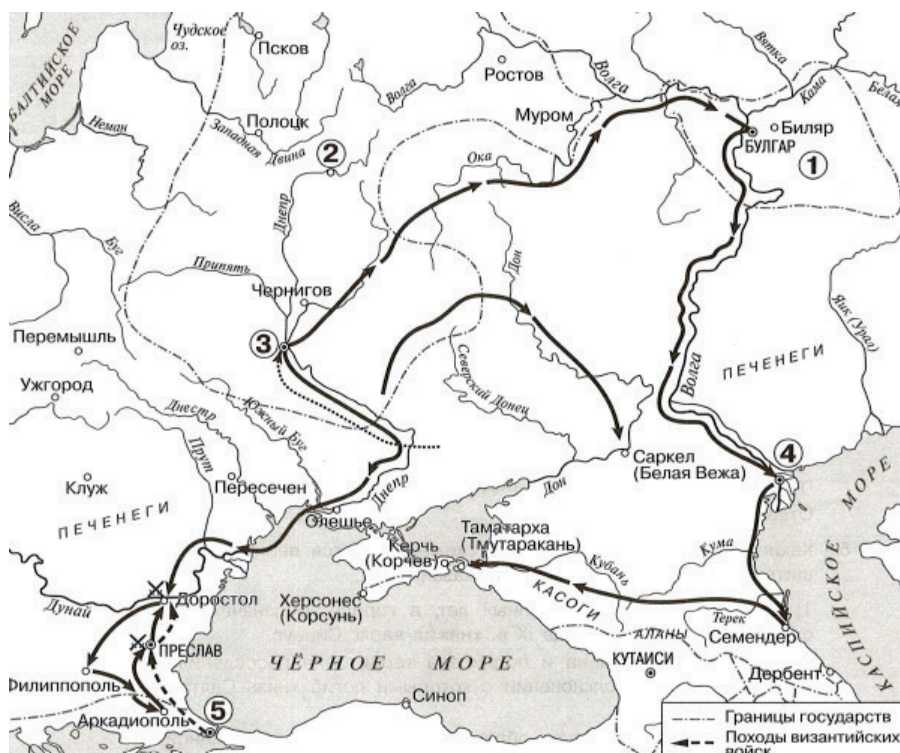 Чудское
оз.
Псков
БАЛТИЙСКОЕ
МОРЕ
Ростов
Волга
Волга
Вятка
Кама
Белая
Муром
Биляр
БУЛГАР
1
Неман
Полоцк
Западная Двина
2
Ока
Висла
Буг
Днепр
Дон
Припять
Чернигов
3
Яик (Урал)
Перемышль
Ужгород
Северский Донец
Волга
ПЕЧЕНЕГИ
Днестр
Южный Буг
Прут
Клуж
Пересечен
Днепр
Саркел
(Белая Вежа)
4
ПЕЧЕНЕГИ
Олешье
Дон
Таматарха
(Тмутаракань)
Керчь
(Корчев)
Кума
Кубань
КАСПИЙСКОЕ МОРЕ
Дунай
Доростол
Херсонес
(Корсунь)
КАСОГИ
Терек
Семендер
АЛАНЫ
ПРЕСЛАВ
ЧЁРНОЕ МОРЕ
КУТАИСИ
Дербент
Филиппополь
Аркадиополь
5
Синоп
Границы государств
Походы византийских
войск